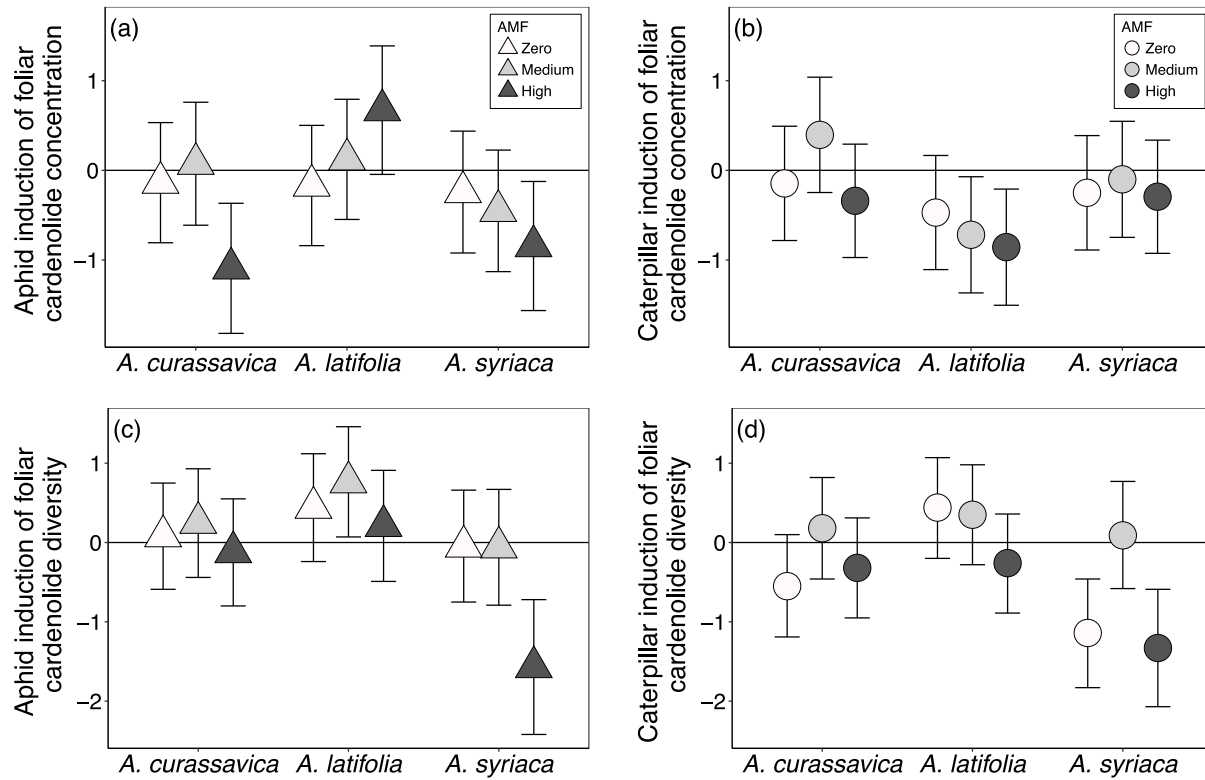 (a)
AMF
Zero
Medium
High
Aphid induction of foliar
cardenolide concentration
1
0
−1
A. curassavica A. latifolia A. syriaca
(b)
AMF
Zero
Medium
High
Caterpillar induction of foliar
cardenolide concentration
1
0
−1
A. curassavica A. latifolia A. syriaca
(c)
Aphid induction of foliar
cardenolide diversity
1
0
−1
−2
A. curassavica A. latifolia A. syriaca
(d)
Caterpillar induction of foliar
cardenolide diversity
1
0
−1
−2
A. curassavica A. latifolia A. syriaca